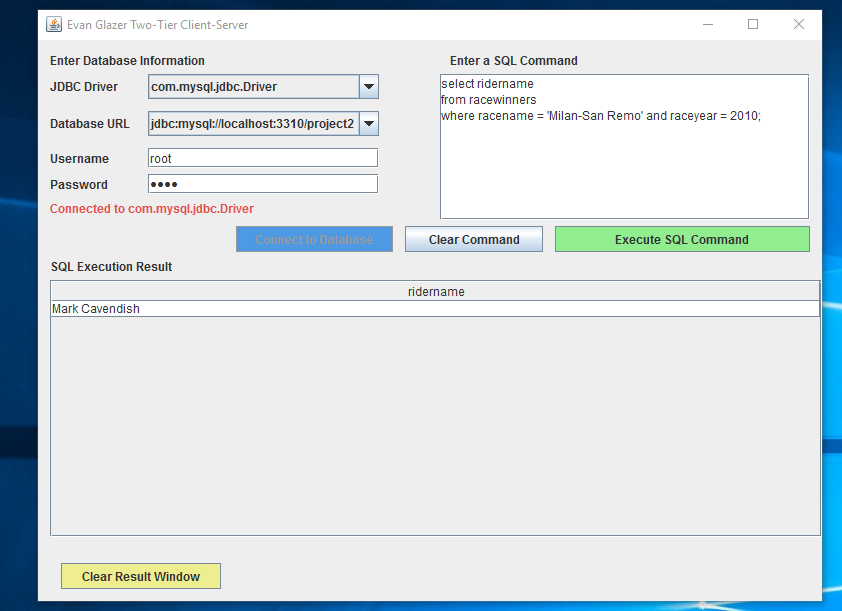 Evan Glazer Two-Tier Client-Server
Enter Database Information
JDBC Driver
com.mysql.jdbc.Driver
Database URL
jdbc:mysql://localhost:3310/project2
Username
root
Password
••••
Connected to com.mysql.jdbc.Driver
Enter a SQL Command
select ridername
from racewinners
where racename = 'Milan-San Remo' and raceyear = 2010;
Connect to Database
Clear Command
Execute SQL Command
SQL Execution Result
ridername
Mark Cavendish
Clear Result Window